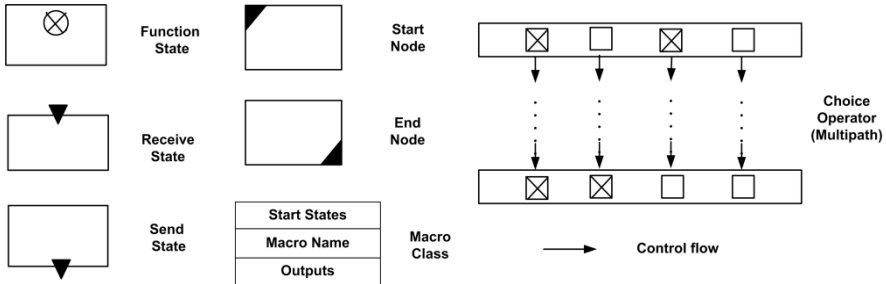 Function
State
Start
Node
Receive
State
End
Node
Choice
Operator
(Multipath)
Send
State
Start States
Macro Name
Outputs
Macro
Class
Control flow